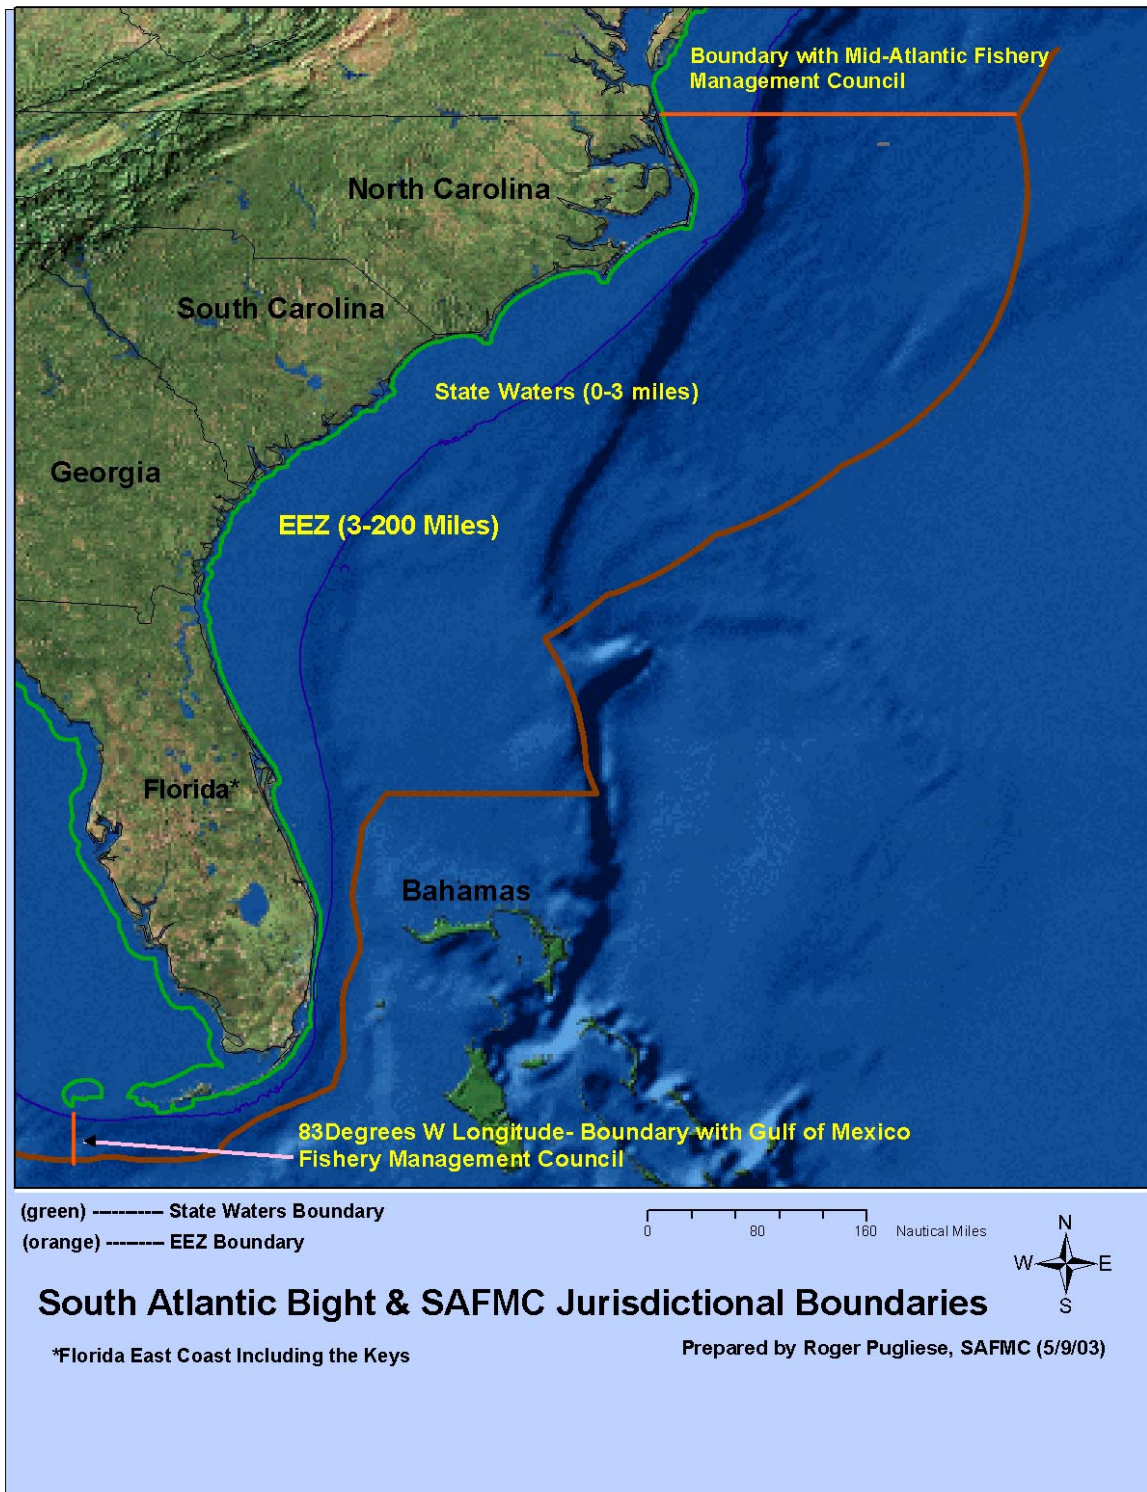 Boundary with Mid-Atlantic Fishery
Management Council
North Carolina
South Carolina
State Waters (0-3 miles)
Georgia
EEZ (3-200 Miles)
Florida*
Bahamas
83Degrees W Longitude- Boundary with Gulf of Mexico
Fishery Management Council
(green) ----------- State Waters Boundary
(orange) --------- EEZ Boundary
0 80 160 Nautical Miles
N
W E
S
South Atlantic Bight & SAFMC Jurisdictional Boundaries
*Florida East Coast Including the Keys
Prepared by Roger Pugliese, SAFMC (5/9/03)